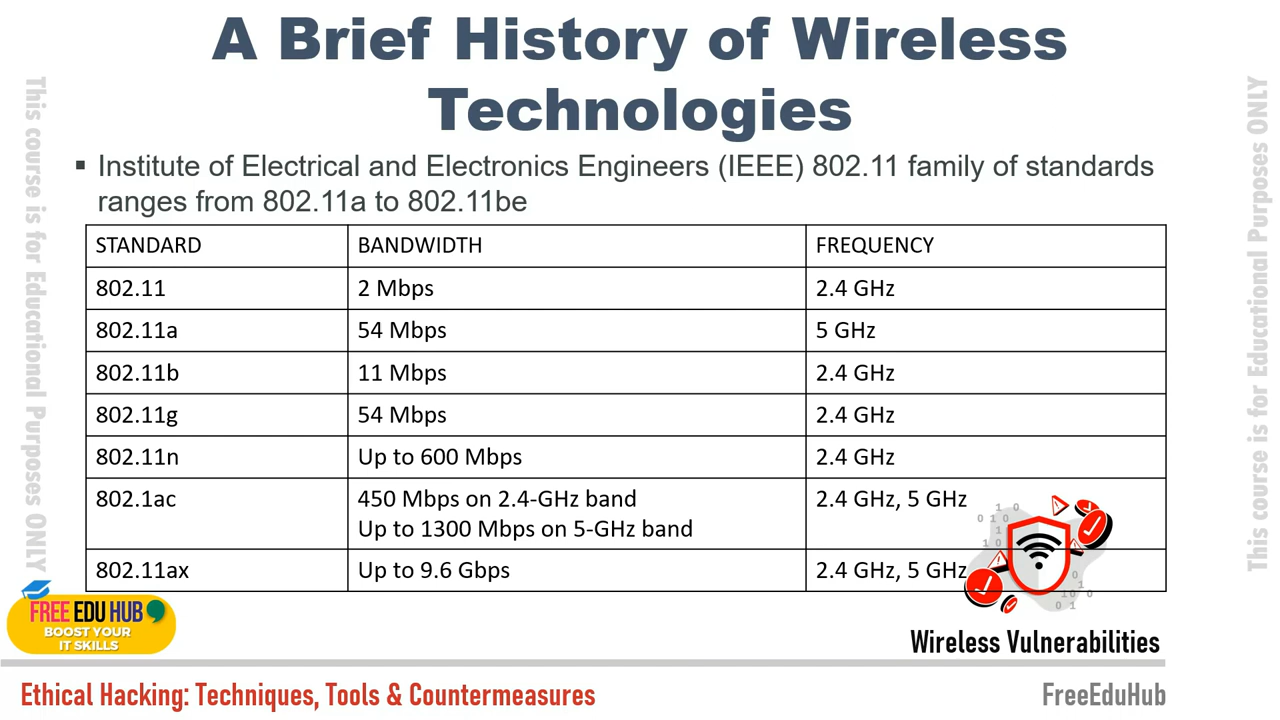 A Brief History of Wireless
Technologies
▪ Institute of Electrical and Electronics Engineers (IEEE) 802.11 family of standards
ranges from 802.11a to 802.11be
STANDARD BANDWIDTH FREQUENCY
802.11 2 Mbps 2.4 GHz
802.11a 54 Mbps 5 GHz
802.11b 11 Mbps 2.4 GHz
802.11g 54 Mbps 2.4 GHz
802.11n Up to 600 Mbps 2.4 GHz
802.1ac 450 Mbps on 2.4-GHz band 2.4 GHz, 5 GHz
Up to 1300 Mbps on 5-GHz band
802.11ax Up to 9.6 Gbps 2.4 GHz, 5 GHz
This course is for Educational Purposes ONLY
This course is for Educational Purposes ONLY
FREE EDU HUB
BOOST YOUR
IT SKILLS
Wireless Vulnerabilities
Ethical Hacking: Techniques, Tools & Countermeasures
FreeEduHub